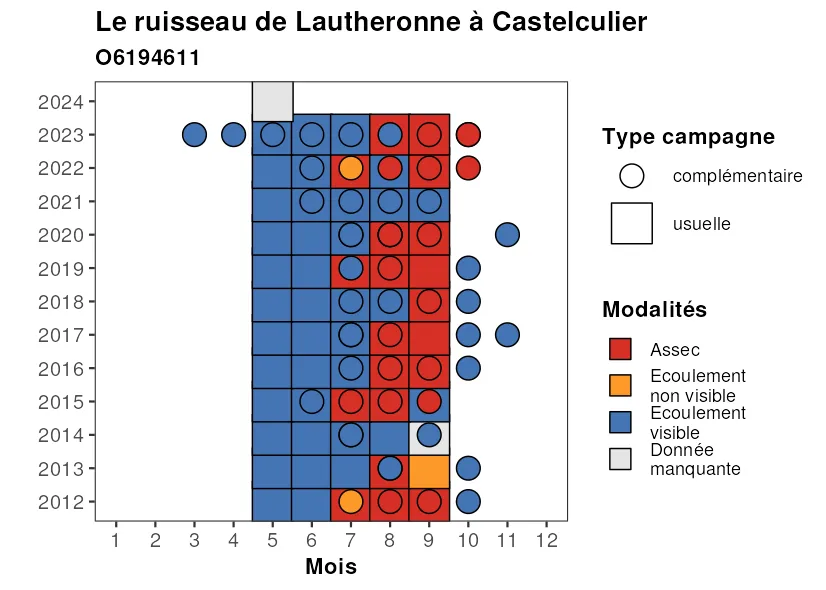 Le ruisseau de Lautheronne à Castelculier
O6194611
2024
2023
2022
2021
2020
2019
2018
2017
2016
2015
2014
2013
2012
1 2 3 4 5 6 7 8 9 10 11 12
Mois
Type campagne
complémentaire
usuelle
Modalités
Assec
Ecoulement
non visible
Ecoulement
visible
Donnée
manquante